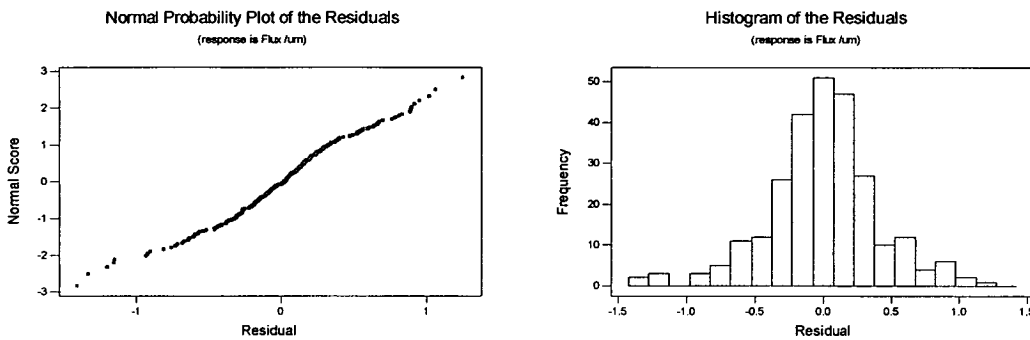 Normal Probability Plot of the Residuals
(response is Flux /um)
3
2
1
0
-1
-2
-3
Normal Score
-1
0
1
Residual
Histogram of the Residuals
(response is Flux /um)
50
40
30
20
10
0
Frequency
-1.5
-1.0
-0.5
0.0
0.5
1.0
1.5
Residual